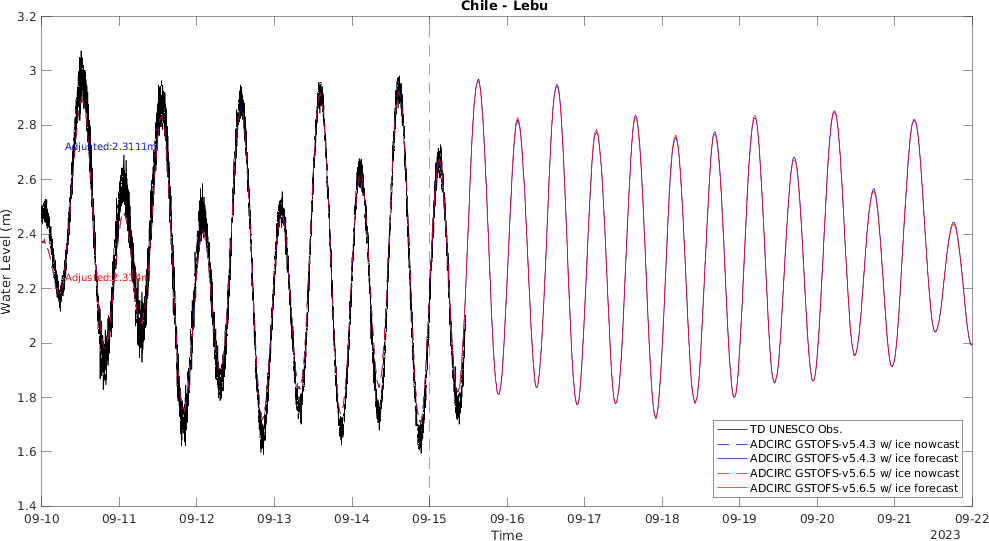 Chile - Lebu
3.2
3
2.8
2.6
2.4
2.2
2
1.8
1.6
1.4
Water Level (m)
Adjunted:2.3111m
Adjusted:2.314m
09-10
09-11
09-12
09-13
09-14
09-15
09-16
09-17
09-18
09-19
09-20
09-21
09-22
Time
2023
TD UNESCO Obs.
ADCIRC GSTOFS-v5.4.3 w/ ice nowcast
ADCIRC GSTOFS-v5.4.3 w/ ice forecast
ADCIRC GSTOFS-v5.6.5 w/ ice nowcast
ADCIRC GSTOFS-v5.6.5 w/ ice forecast